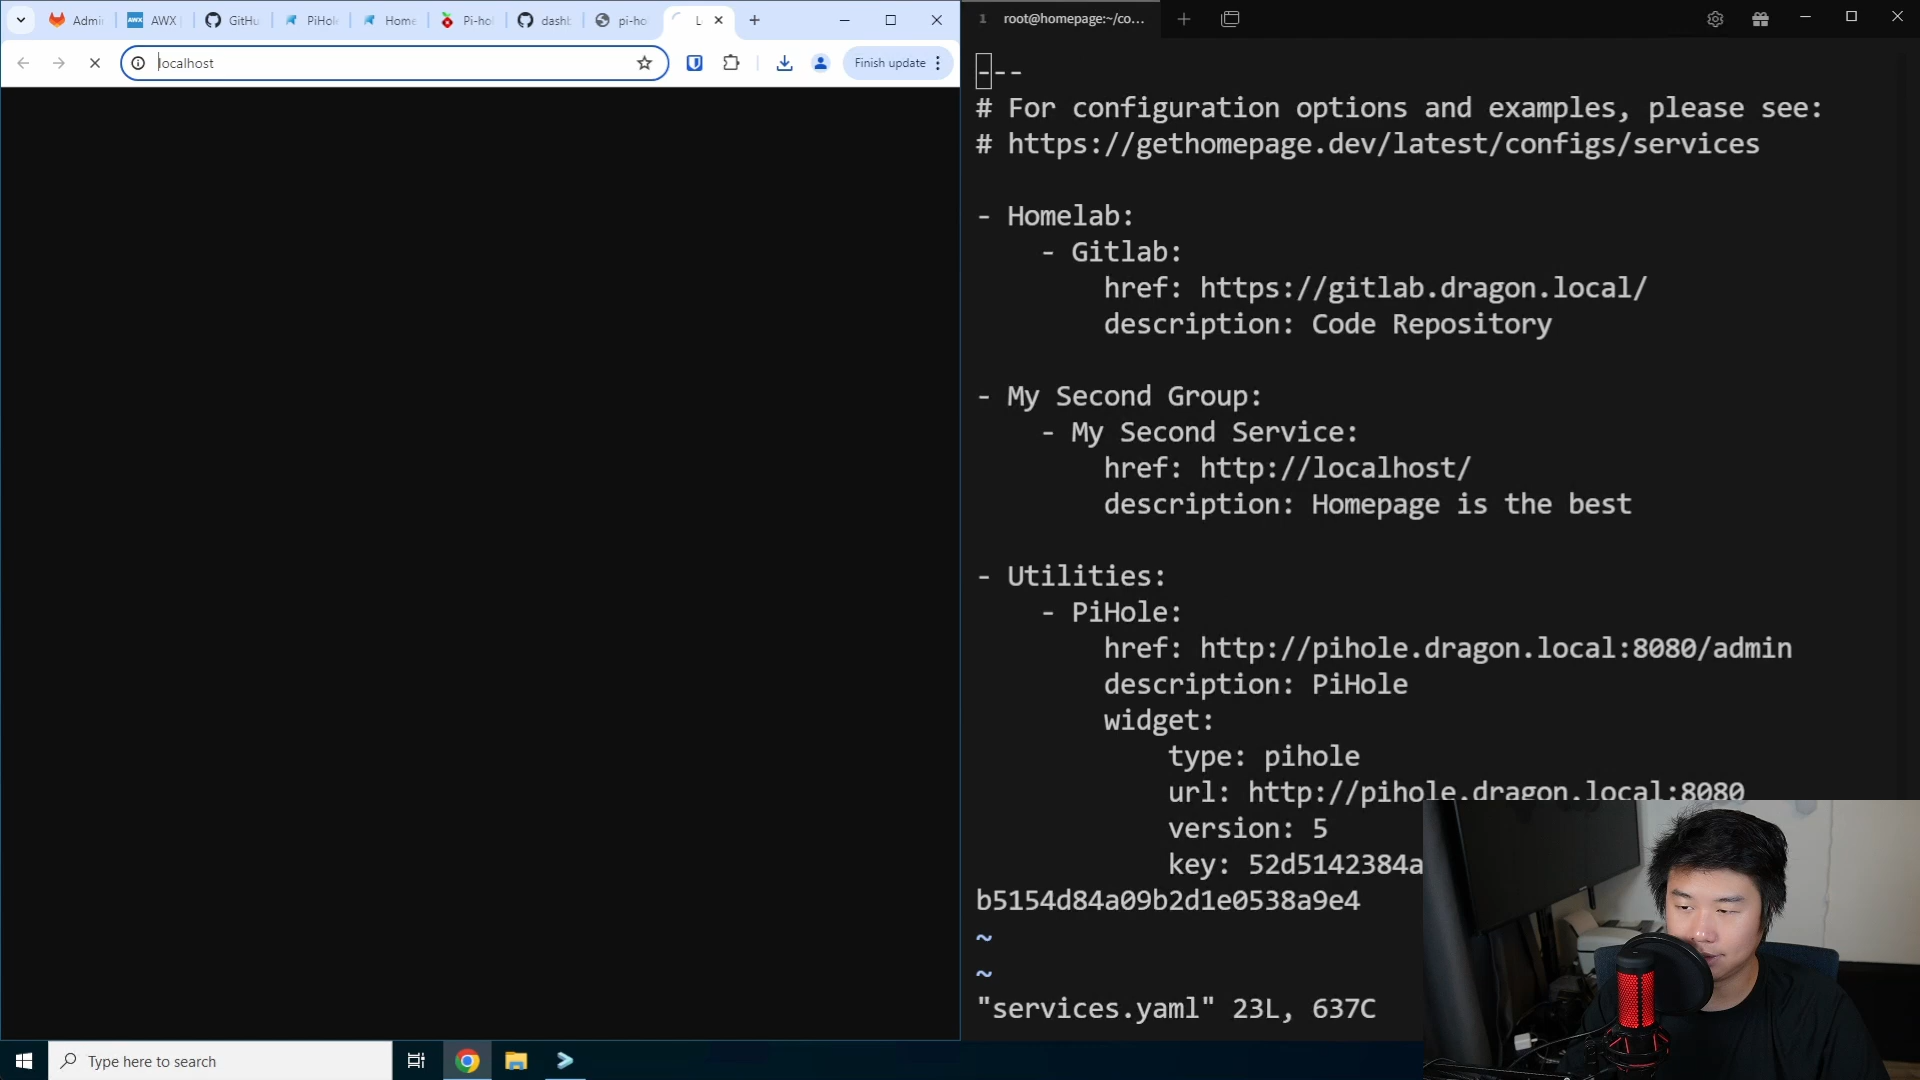 Admi
AWX
GitHu
PiHol
Home
Pi-ho
dashb
pi-ho
L
localhost
Finish update
1 root@homepage:~/co...
---
# For configuration options and examples, please see:
# https://gethomepage.dev/latest/configs/services
- Homelab:
- Gitlab:
href: https://gitlab.dragon.local/
description: Code Repository
- My Second Group:
- My Second Service:
href: http://localhost/
description: Homepage is the best
- Utilities:
- PiHole:
href: http://pihole.dragon.local:8080/admin
description: PiHole
widget:
type: pihole
url: http://pihole.dragon.local:8080
version: 5
key: 52d5142384a
b5154d84a09b2d1e0538a9e4
~
~
"services.yaml" 23L, 637C
Type here to search